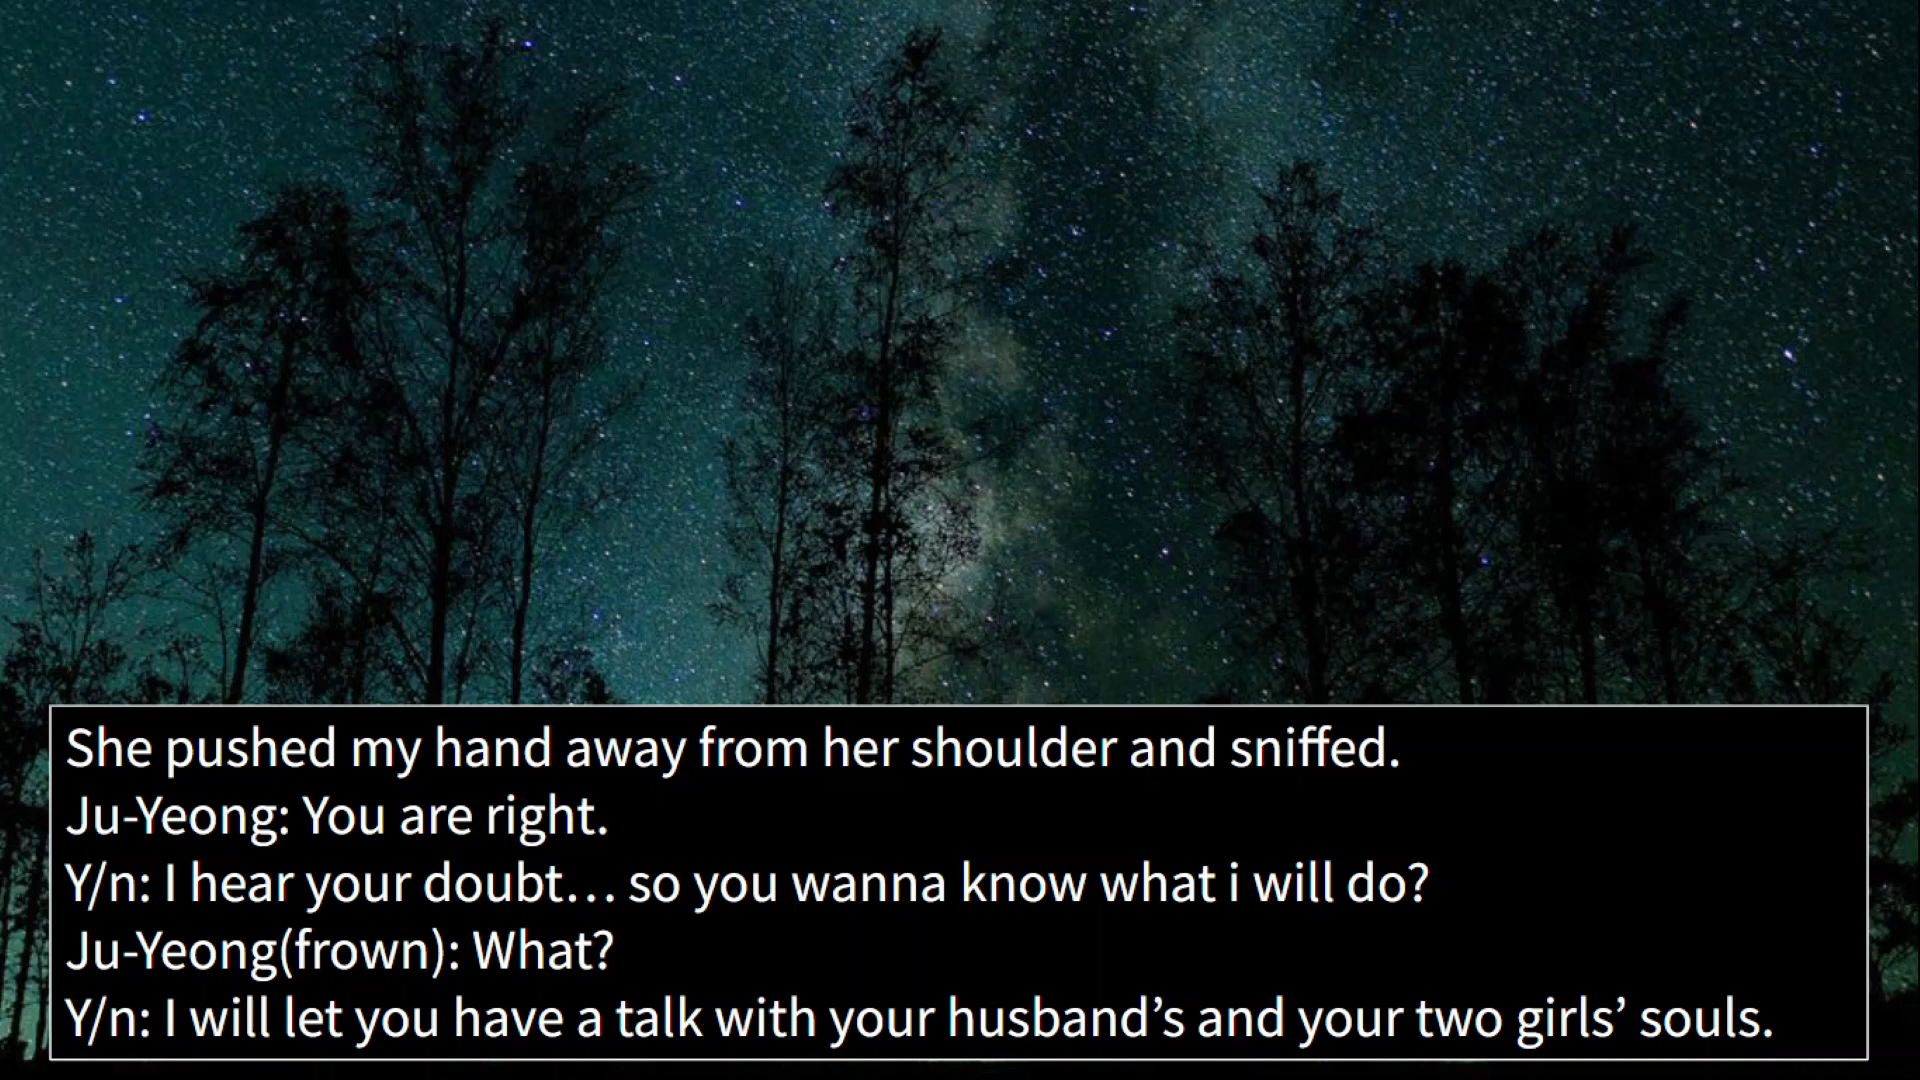 She pushed my hand away from her shoulder and sniffed.
Ju-Yeong: You are right.
Y/n: I hear your doubt… so you wanna know what i will do?
Ju-Yeong(frown): What?
Y/n: I will let you have a talk with your husband’s and your two girls’ souls.